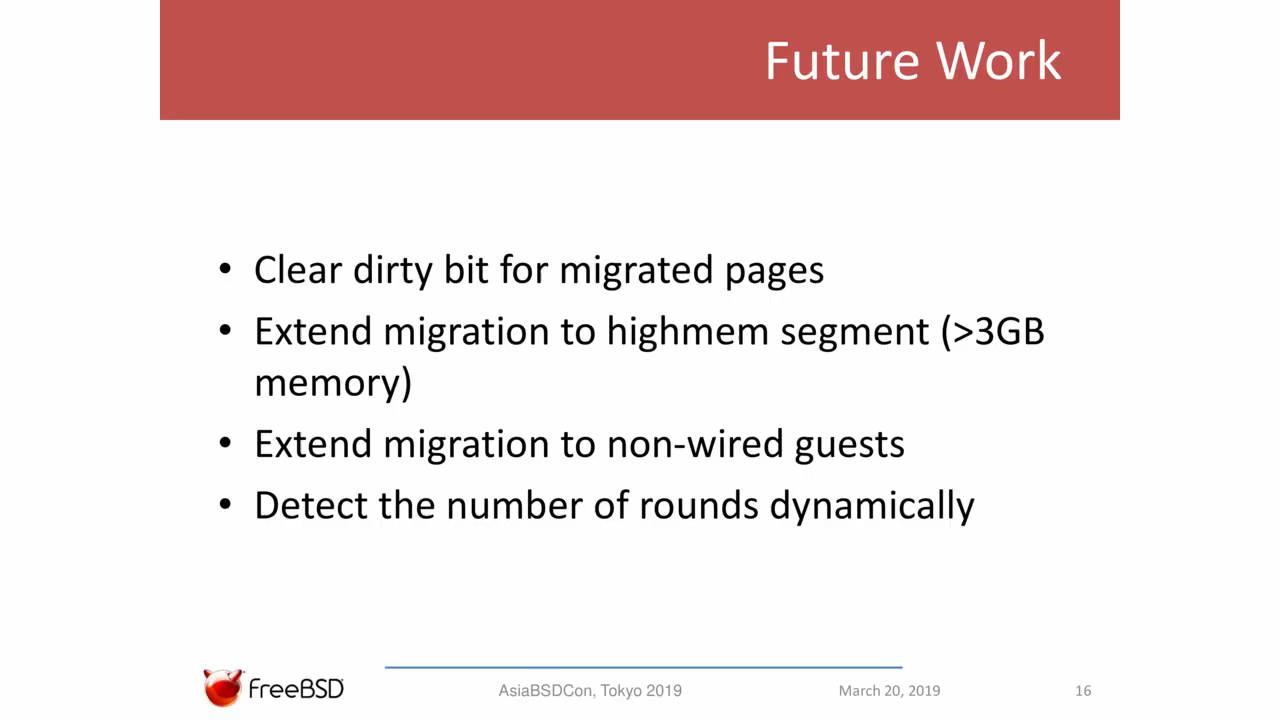 Future Work
• Clear dirty bit for migrated pages
• Extend migration to highmem segment (>3GB
memory)
• Extend migration to non-wired guests
• Detect the number of rounds dynamically
FreeBSD
AsiaBSDCon, Tokyo 2019
March 20, 2019
16